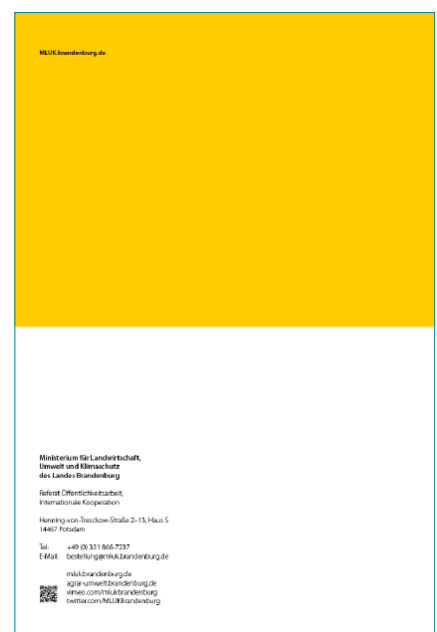 MLUK.brandenburg.de
Ministerium für Landwirtschaft,
Umwelt und Klimaschutz
des Landes Brandenburg
Referat Öffentlichkeitsarbeit,
Internationale Kooperation
Henning-von-Tresckow-Straße 2–13, Haus S
14467 Potsdam
Tel: +49 (0) 331 866-7237
E-Mail: bestellung@mluk.brandenburg.de
mluk.brandenburg.de
agrar-umwelt.brandenburg.de
vimeo.com/mlukbrandenburg
twitter.com/MLUKBrandenburg